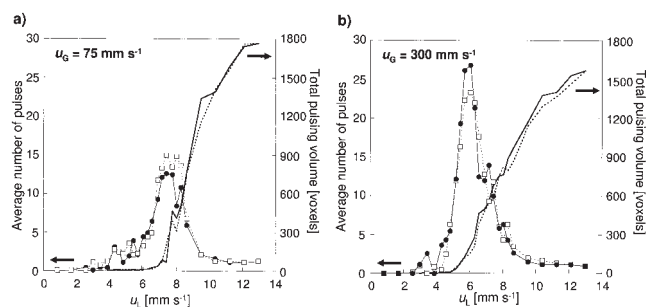 a)
b)
u_G = 75 mm s⁻¹
u_G = 300 mm s⁻¹
Average number of pulses
30
25
20
15
10
5
0
0 2 4 6 8 10 12 14
u_L [mm s⁻¹]
1800
1500
1200
900
600
300
0
Total pulsing volume [voxels]
Average number of pulses
30
25
20
15
10
5
0
0 2 4 6 8 10 12 14
u_L [mm s⁻¹]
1800
1500
1200
900
600
300
0
Total pulsing volume [voxels]